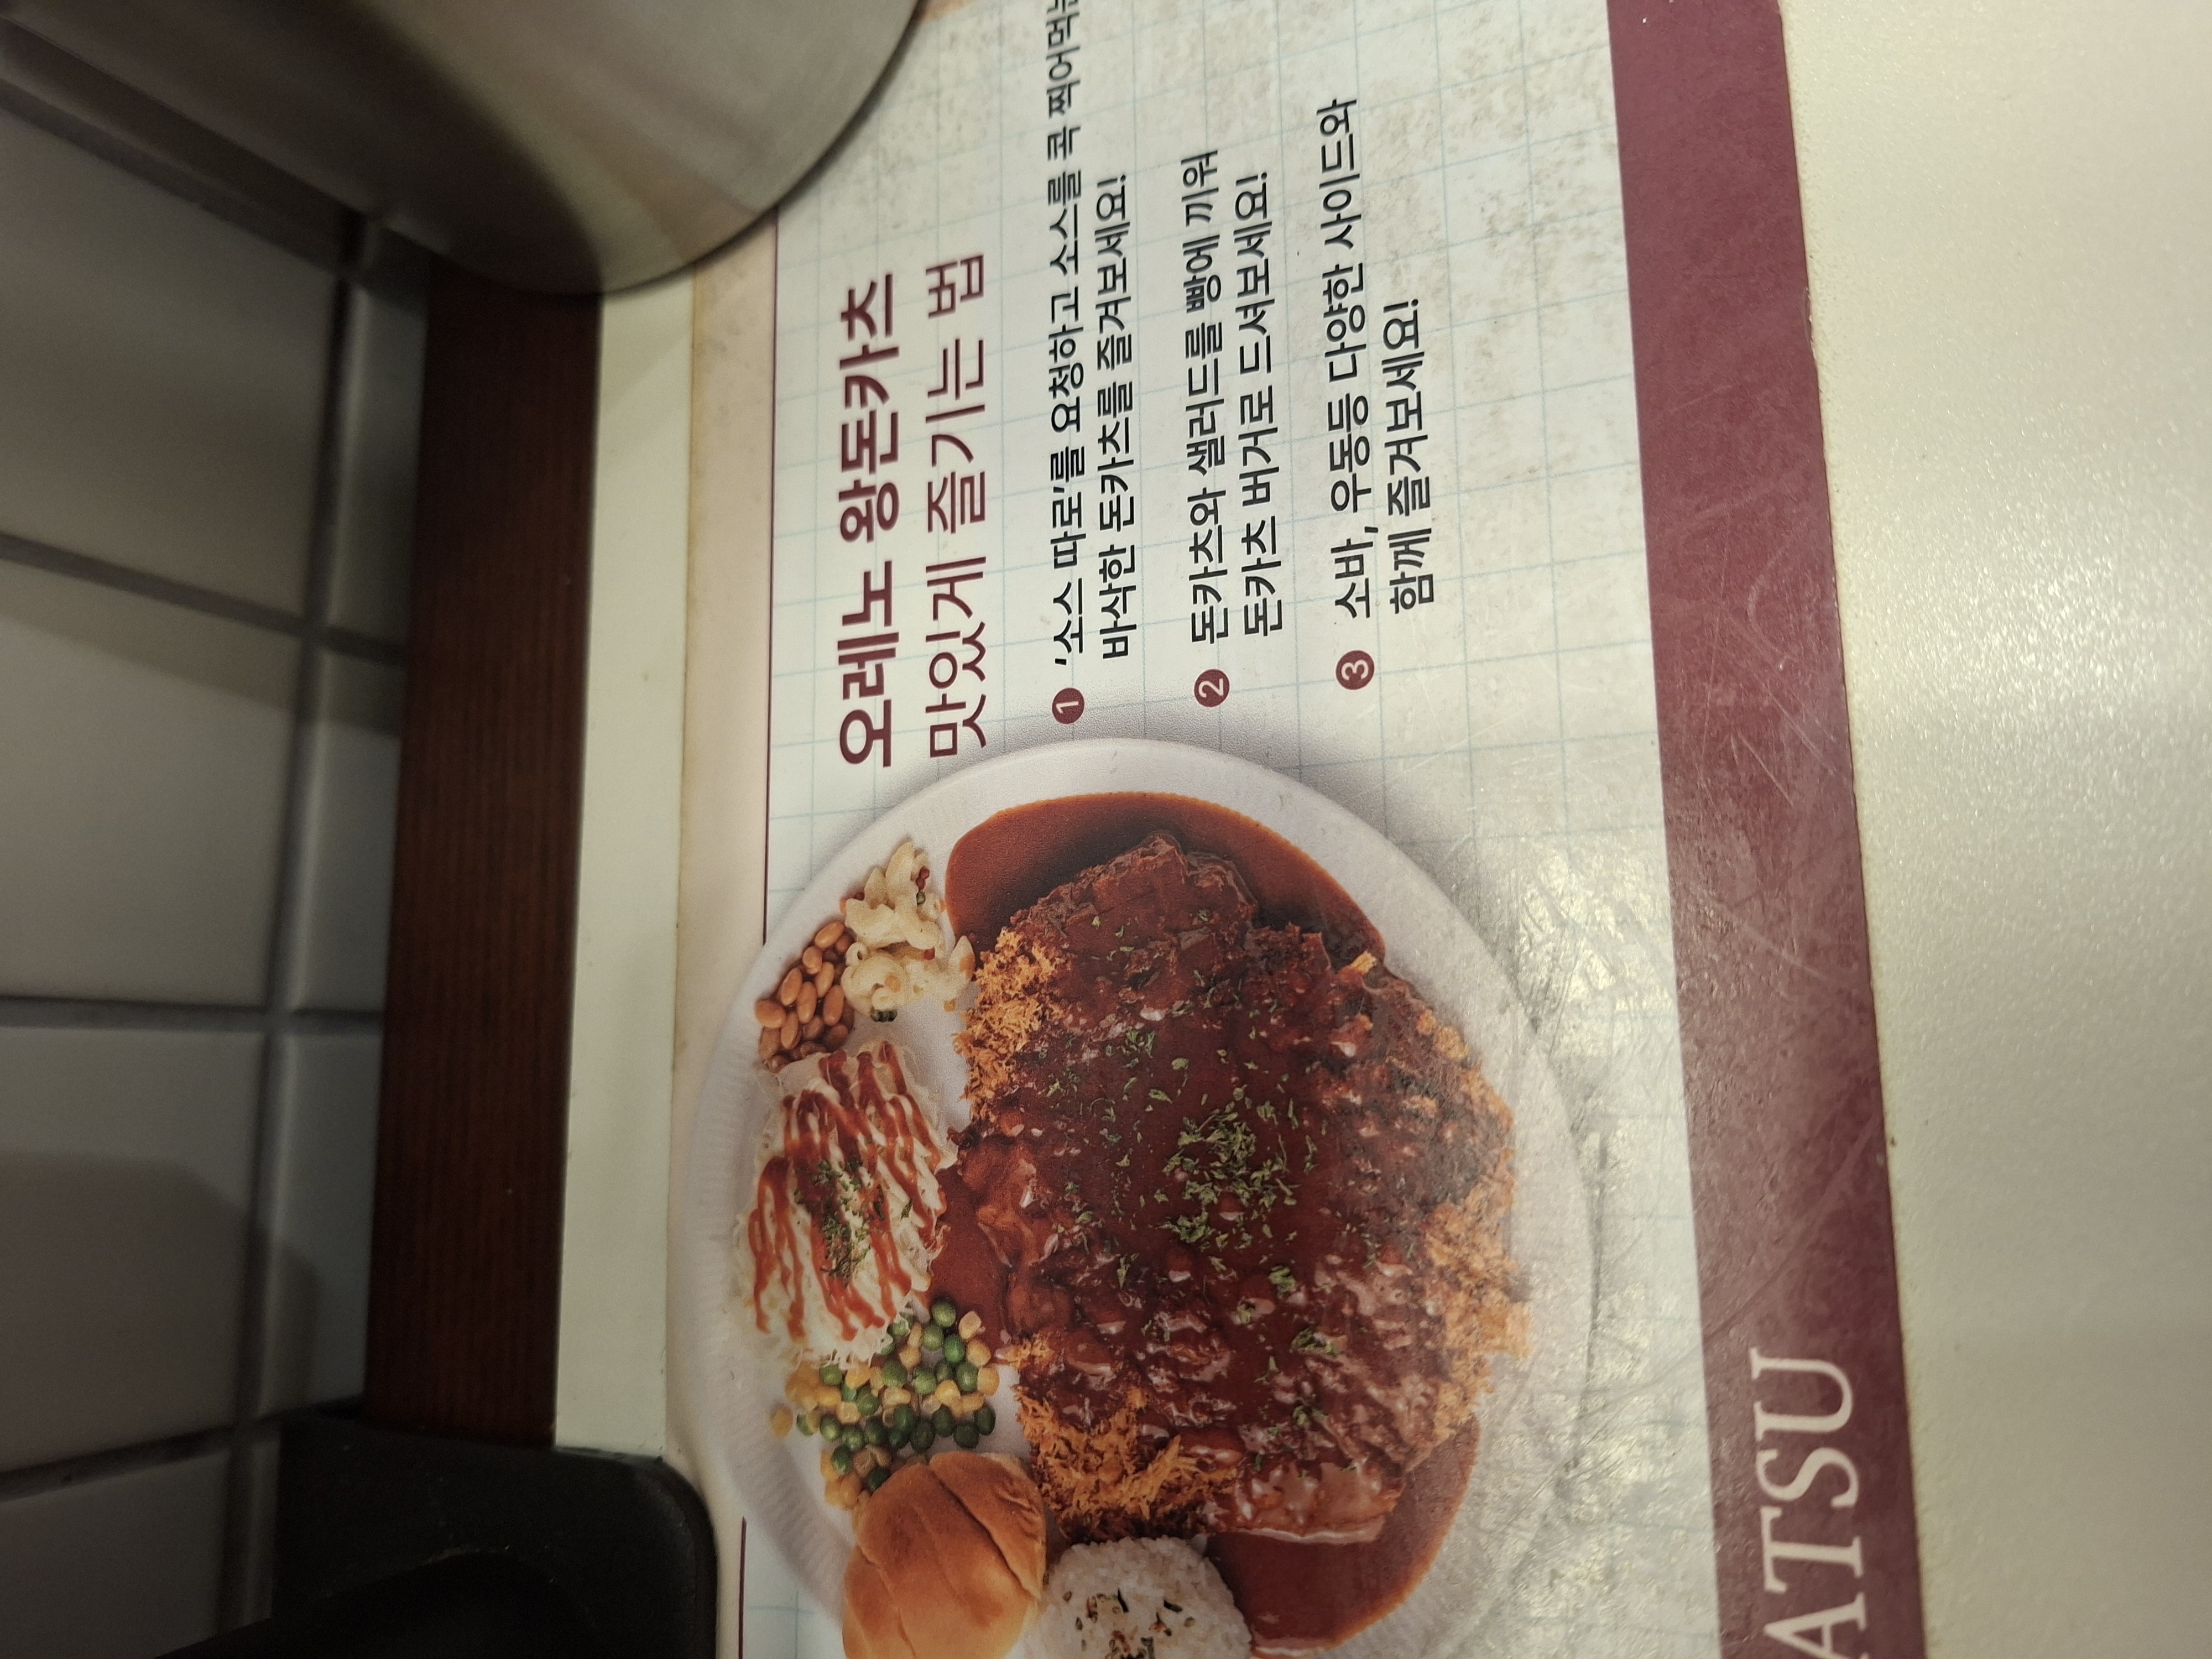 오레노 왕돈카츠
맛있게 즐기는 법
1 '소스 따로'를 요청하고 소스를 콕 찍어먹는
바삭한 돈카츠를 즐겨보세요!
2 돈카츠와 샐러드를 빵에 끼워
돈카츠 버거로 드셔보세요!
3 소바, 우동등 다양한 사이드와
함께 즐겨보세요!
ATSU